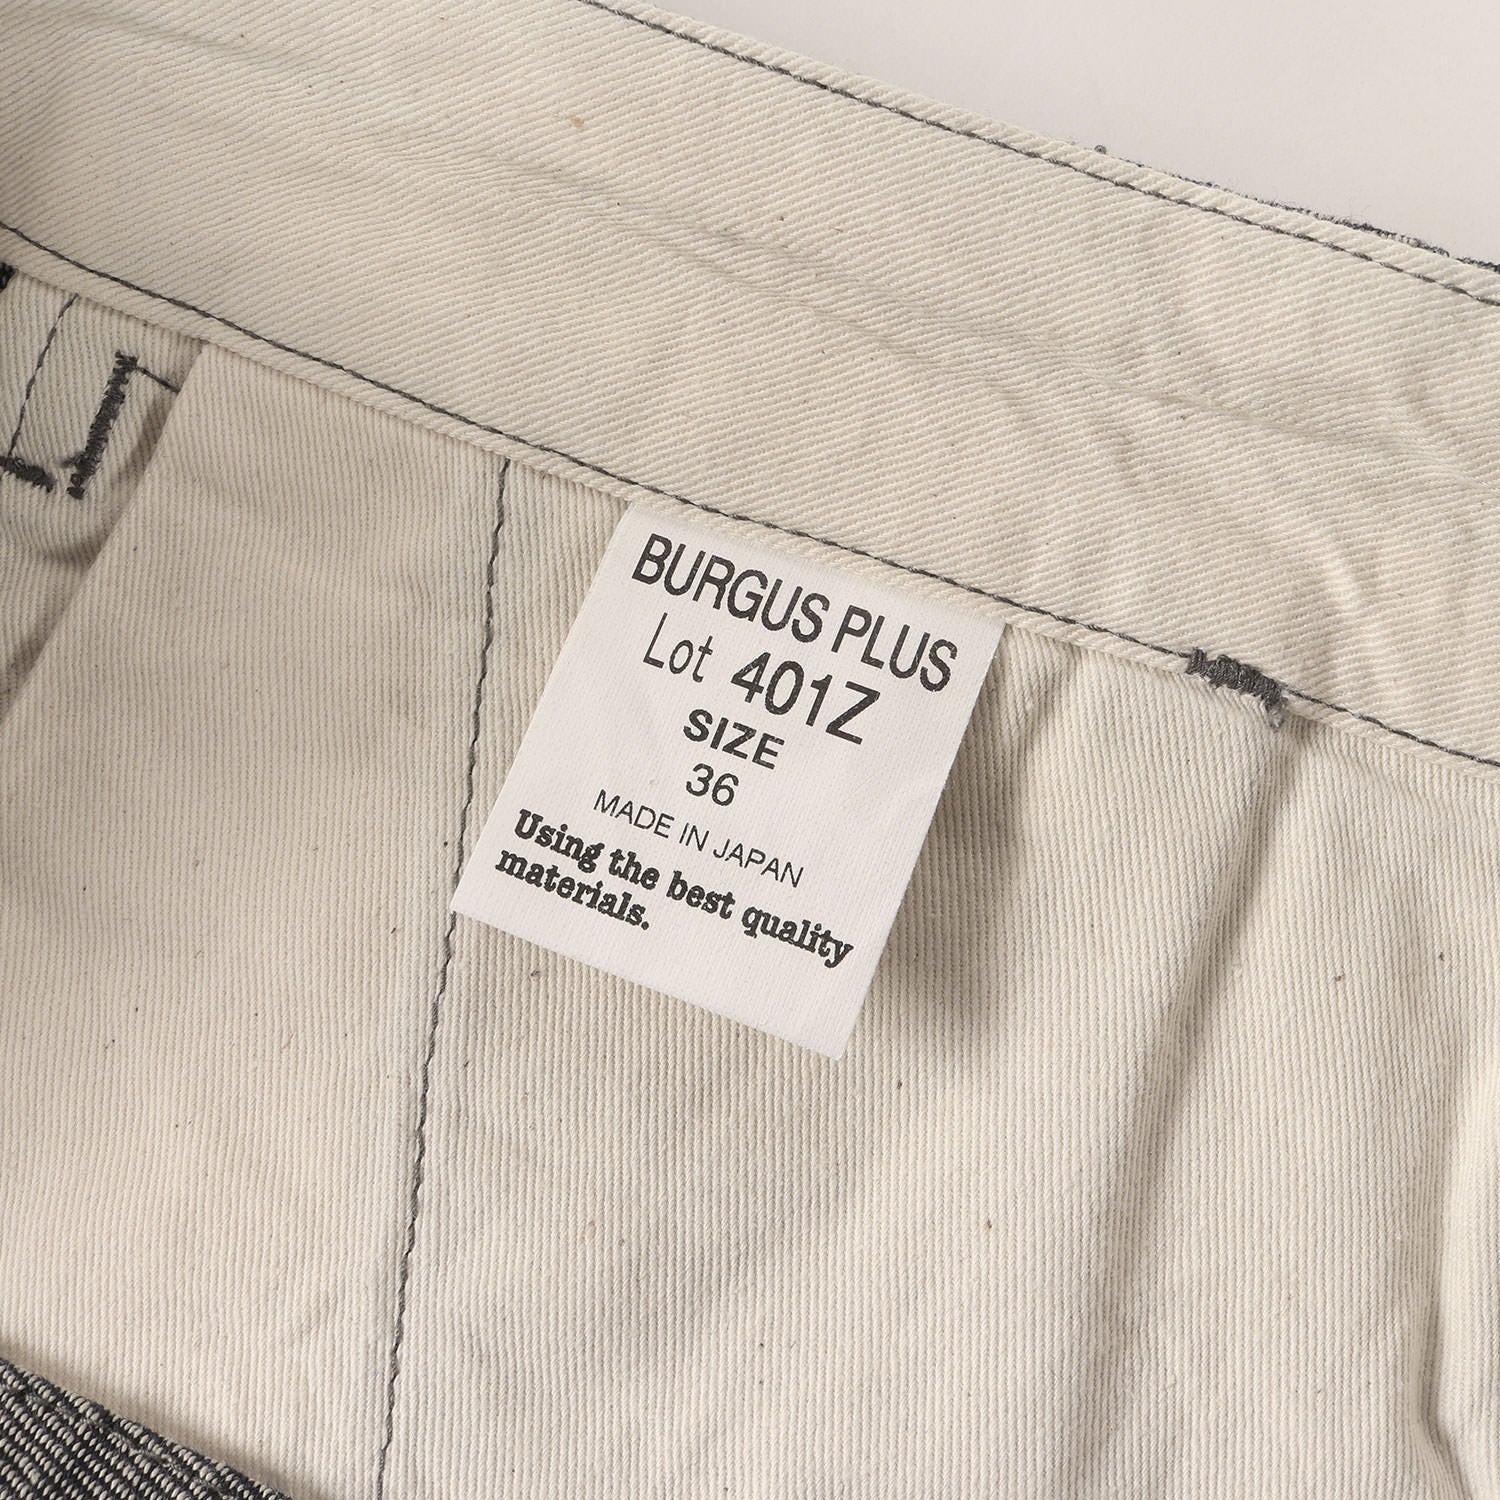 BURGUS PLUS
Lot 401Z
SIZE
36
MADE IN JAPAN
Using the best quality
materials.